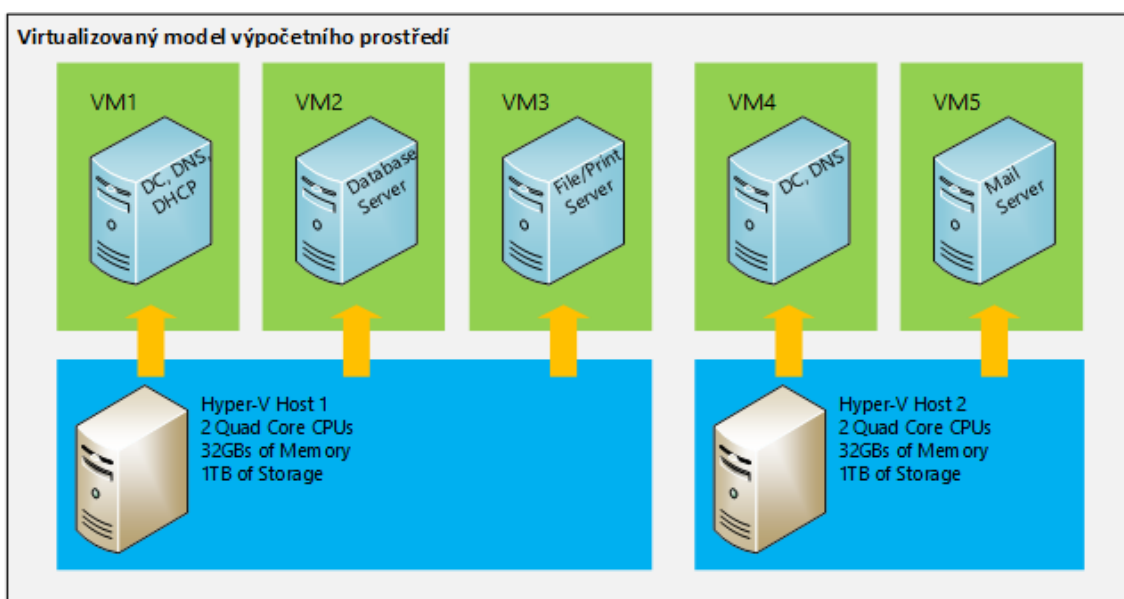 Virtualizovaný model výpočetního prostředí
VM1
DC, DNS,
DHCP
VM2
Database
Server
VM3
File/Print
Server
VM4
DC, DNS
VM5
Mail
Server
Hyper-V Host 1
2 Quad Core CPUs
32GBs of Memory
1TB of Storage
Hyper-V Host 2
2 Quad Core CPUs
32GBs of Memory
1TB of Storage